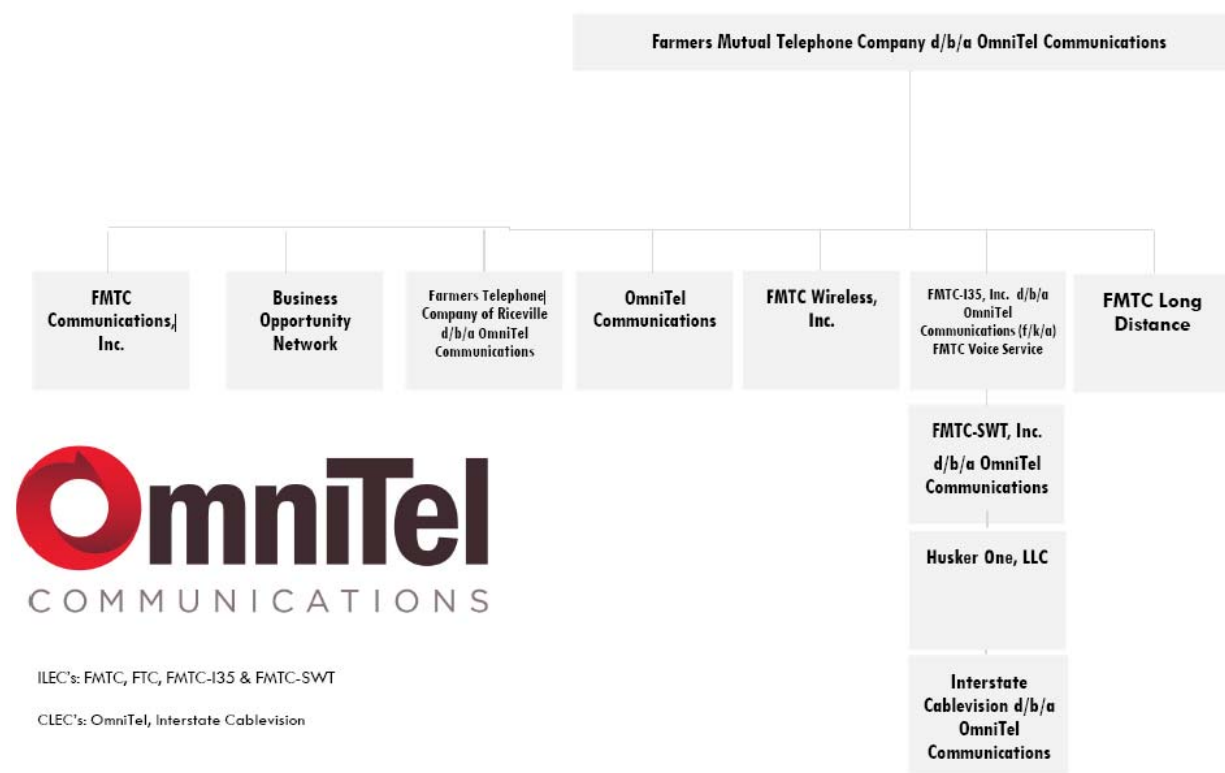 Farmers Mutual Telephone Company d/b/a OmniTel Communications
FMTC
Communications,
Inc.
Business
Opportunity
Network
Farmers Telephone
Company of Riceville
d/b/a OmniTel
Communications
OmniTel
Communications
FMTC Wireless,
Inc.
FMTC-I35, Inc. d/b/a
OmniTel
Communications (f/k/a)
FMTC Voice Service
FMTC Long
Distance
FMTC-SWT, Inc.
d/b/a OmniTel
Communications
Husker One, LLC
Interstate
Cablevision d/b/a
OmniTel
Communications
OmniTel
COMMUNICATIONS
ILEC's: FMTC, FTC, FMTC-I35 & FMTC-SWT
CLEC's: OmniTel, Interstate Cablevision